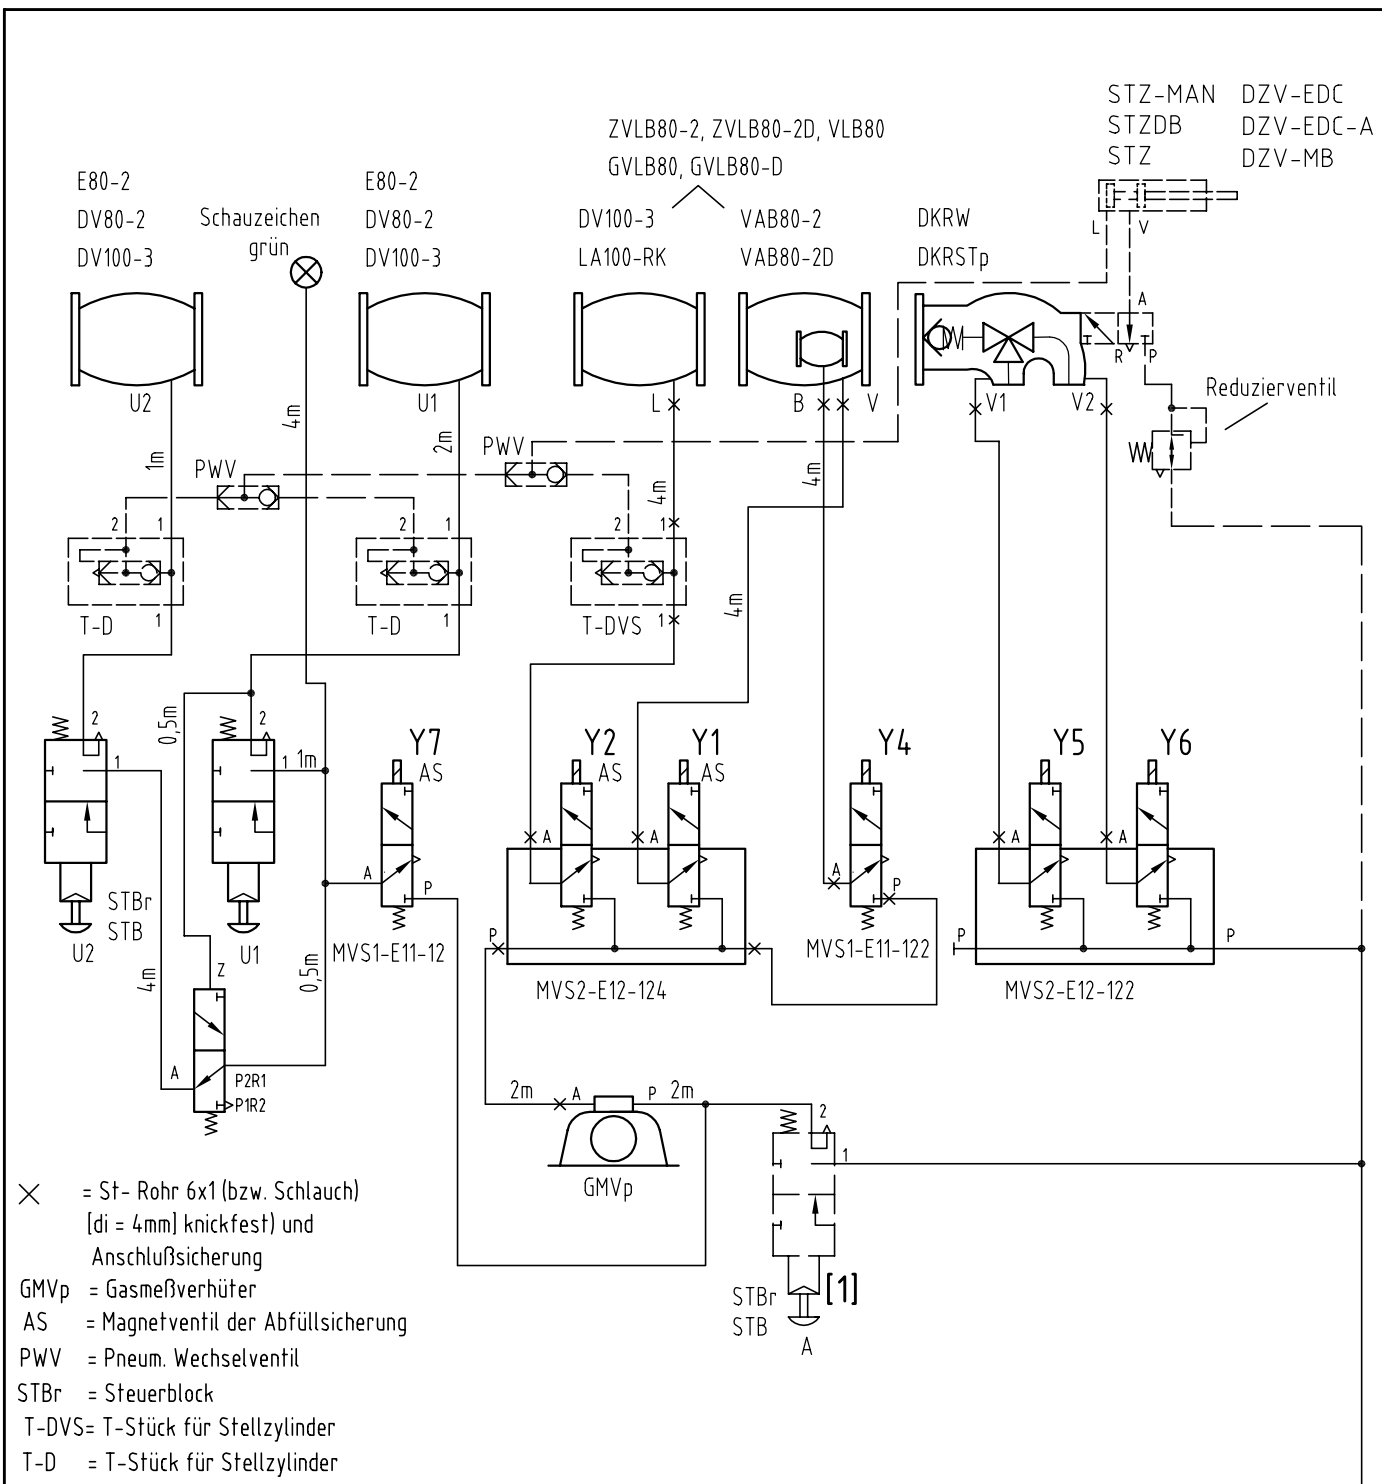 STZ-MAN DZV-EDC
STZDB DZV-EDC-A
STZ DZV-MB
ZVLB80-2, ZVLB80-2D, VLB80
GVLB80, GVLB80-D
E80-2
DV80-2
DV100-3
Schauzeichen
grün
E80-2
DV80-2
DV100-3
DV100-3
LA100-RK
VAB80-2
VAB80-2D
DKRW
DKRSTp
L V
A
R P
Reduzierventil
U2
U1
L
B V
V1 V2
4m
1m
2m
4m
4m
4m
PWV
PWV
2 1
2 1
2 1
T-D 1
T-D 1
T-DVS 1
0,5m
2
1
2
1 1m
Y7
AS
Y2
AS
Y1
AS
Y4
Y5
Y6
A P
A
A
A P
A
A
STBr
STB
U2
U1
4m
Z
0,5m
MVS1-E11-12
P
MVS2-E12-124
MVS1-E11-122
P P
MVS2-E12-122
A
P2R1
P1R2
2m A P 2m
GMVp
2
1
STBr
STB
[1]
A
X = St- Rohr 6x1 (bzw. Schlauch)
[di = 4mm] knickfest) und
Anschlußsicherung
GMVp = Gasmeßverhüter
AS = Magnetventil der Abfüllsicherung
PWV = Pneum. Wechselventil
STBr = Steuerblock
T-DVS= T-Stück für Stellzylinder
T-D = T-Stück für Stellzylinder